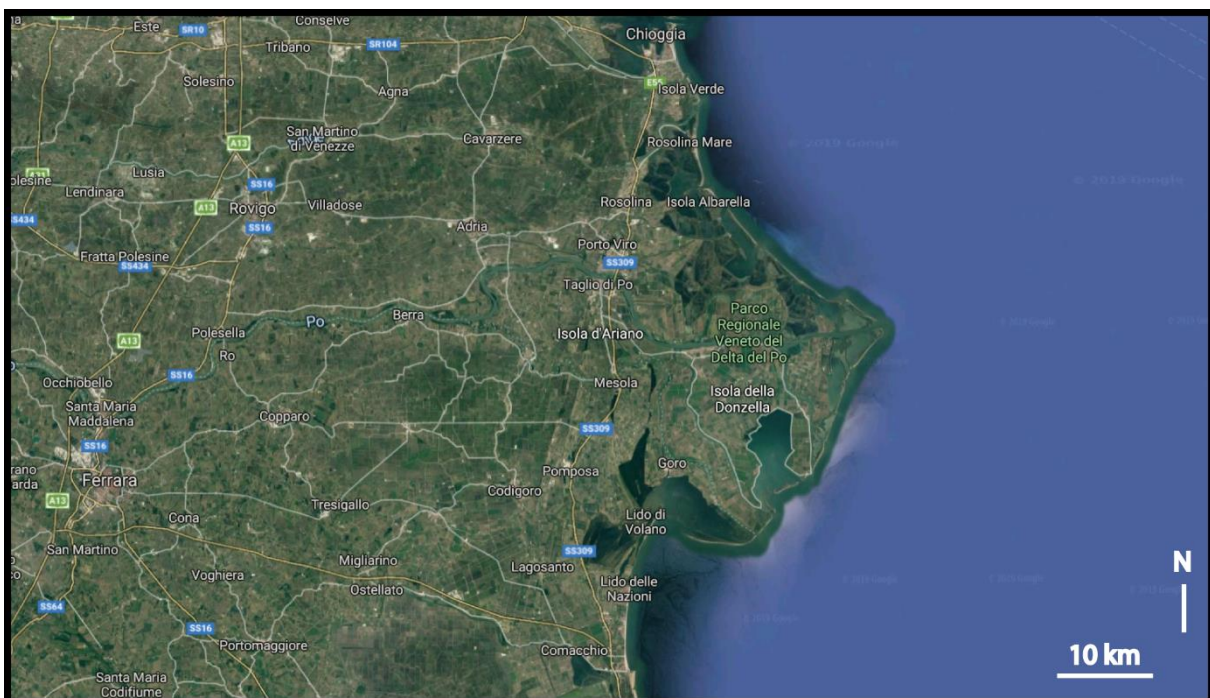 Este
SR10
Conselve
Tribano
SR104
Chioggia
Solesino
Agna
E55
Isola Verde
San Martino
di Venezze
Cavarzere
A13
Rosolina Mare
Lusia
Lendinara
SS16
A13
Rovigo
Villadose
Rosolina
Isola Albarella
SS434
SS16
Adria
Porto Viro
Fratta Polesine
SS434
SS309
Taglio di Po
Parco
Regionale
Veneto del
Delta del Po
Po
Berra
Polesella
Isola d'Ariano
A13
Ro
SS16
Occhiobello
Mesola
Isola della
Donzella
Santa Maria
Maddalena
Copparo
SS309
SS16
Ferrara
Pomposa
Goro
A13
Codigoro
Tresigallo
Cona
Lido di
Volano
San Martino
SS309
Migliarino
Lagosanto
Voghiera
Ostellato
Lido delle
Nazioni
SS64
SS16
Portomaggiore
Comacchio
Santa Maria
Codifiume
N
10 km